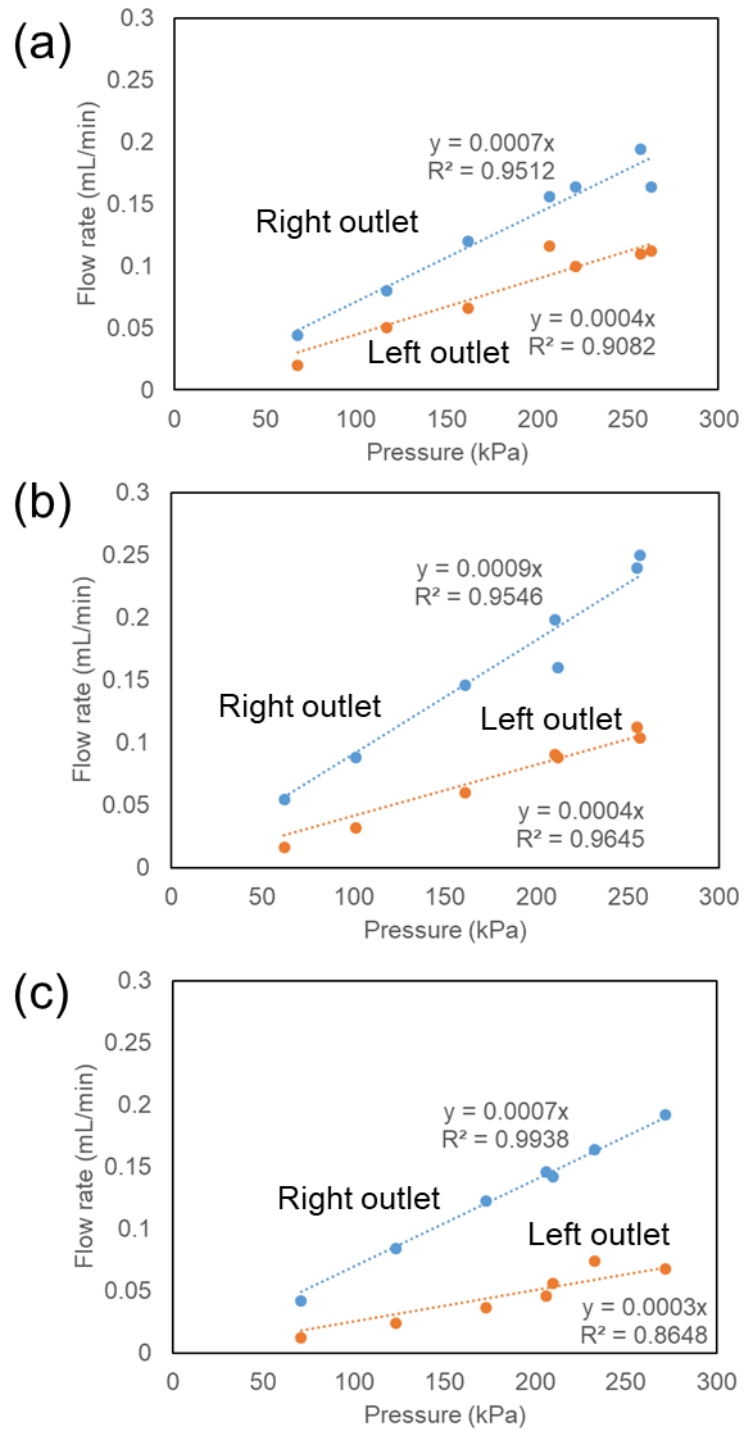 (a)
Flow rate (mL/min)
0.3
0.25
0.2
0.15
0.1
0.05
0
y = 0.0007x
R² = 0.9512
Right outlet
y = 0.0004x
R² = 0.9082
Left outlet
0 50 100 150 200 250 300
Pressure (kPa)
(b)
Flow rate (mL/min)
0.3
0.25
0.2
0.15
0.1
0.05
0
y = 0.0009x
R² = 0.9546
Right outlet
Left outlet
y = 0.0004x
R² = 0.9645
0 50 100 150 200 250 300
Pressure (kPa)
(c)
Flow rate (mL/min)
0.3
0.25
0.2
0.15
0.1
0.05
0
y = 0.0007x
R² = 0.9938
Right outlet
Left outlet
y = 0.0003x
R² = 0.8648
0 50 100 150 200 250 300
Pressure (kPa)